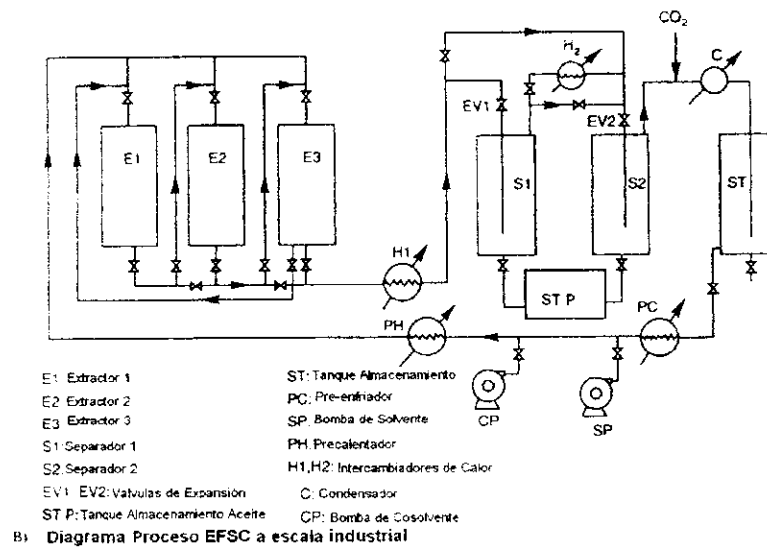 CO₂
C
H₂
EV1
EV2
E1
E2
E3
S1
S2
ST
H1
ST P
PH
PC
CP
SP
E1: Extractor 1
E2 Extractor 2
E3 Extractor 3
S1: Separador 1
S2: Separador 2
EV1 EV2: Valvulas de Expansión
ST P: Tanque Almacenamiento Aceite
ST: Tanque Almacenamiento
PC: Pre-enfriador
SP: Bomba de Solvente
PH: Precalentador
H1,H2: Intercambiadores de Calor
C: Condensador
CP: Bomba de Cosolvente
B) Diagrama Proceso EFSC a escala industrial